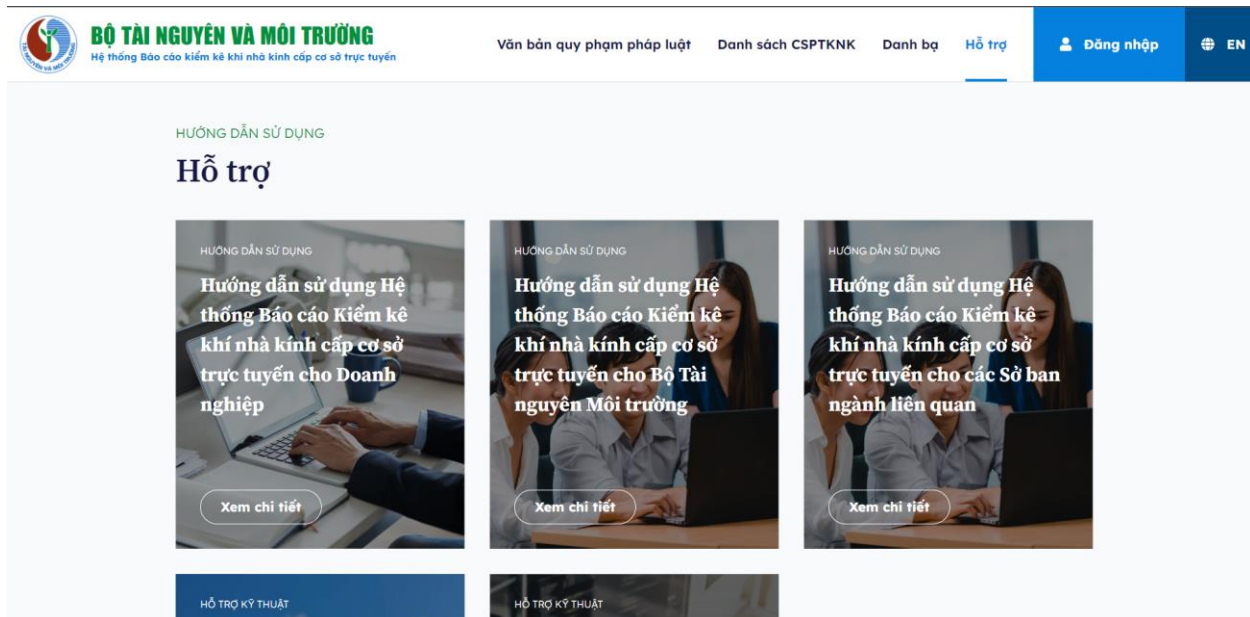 BỘ TÀI NGUYÊN VÀ MÔI TRƯỜNG
Hệ thống Báo cáo kiểm kê khí nhà kính cấp cơ sở trực tuyến
Văn bản quy phạm pháp luật
Danh sách CSPTKNK
Danh bạ
Hỗ trợ
Đăng nhập
EN
HƯỚNG DẪN SỬ DỤNG
Hỗ trợ
HƯỚNG DẪN SỬ DỤNG
Hướng dẫn sử dụng Hệ
thống Báo cáo Kiểm kê
khí nhà kính cấp cơ sở
trực tuyến cho Doanh
nghiệp
Xem chi tiết
HƯỚNG DẪN SỬ DỤNG
Hướng dẫn sử dụng Hệ
thống Báo cáo Kiểm kê
khí nhà kính cấp cơ sở
trực tuyến cho Bộ Tài
nguyên Môi trường
Xem chi tiết
HƯỚNG DẪN SỬ DỤNG
Hướng dẫn sử dụng Hệ
thống Báo cáo Kiểm kê
khí nhà kính cấp cơ sở
trực tuyến cho các Sở ban
ngành liên quan
Xem chi tiết
HỖ TRỢ KỸ THUẬT
HỖ TRỢ KỸ THUẬT